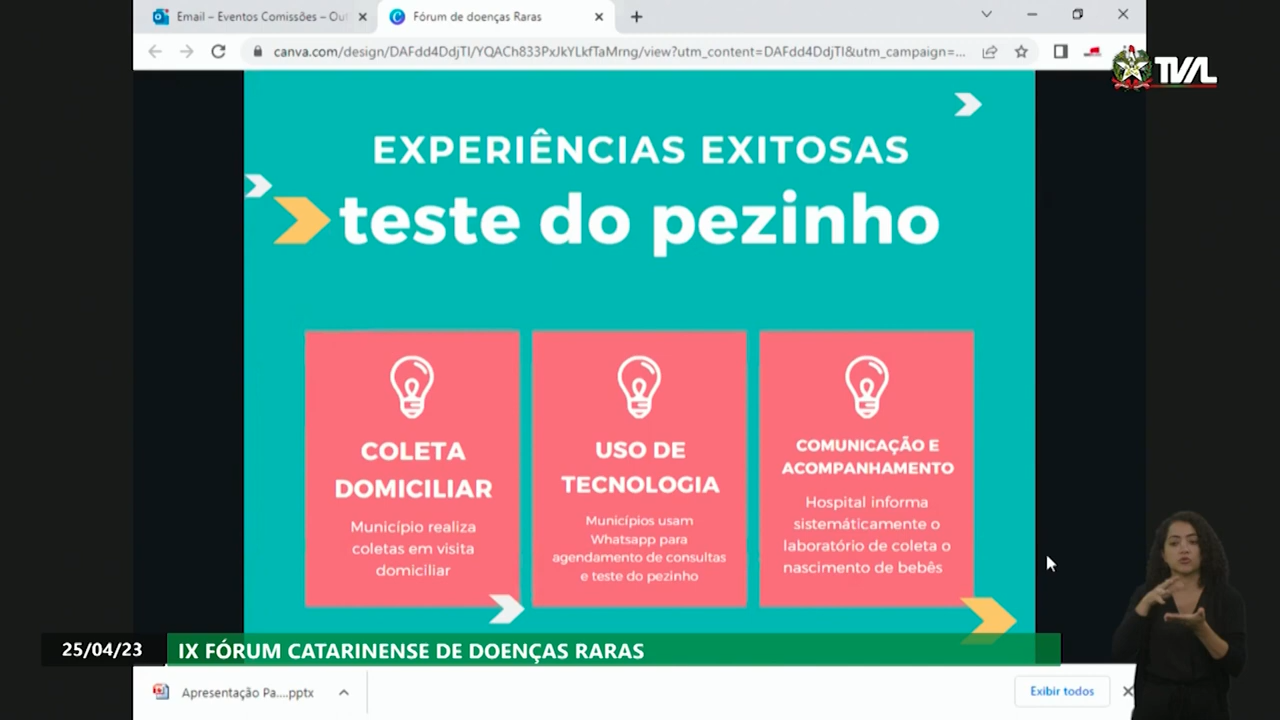 Email – Eventos Comissões – Out
Fórum de doenças Raras
canva.com/design/DAFdd4DdjTI/YQACh833PxJkYLkfTaMrng/view?utm_content=DAFdd4DdjTI&utm_campaign=...
TVAL
EXPERIÊNCIAS EXITOSAS
teste do pezinho
COLETA
DOMICILIAR
Município realiza
coletas em visita
domiciliar
USO DE
TECNOLOGIA
Municípios usam
Whatsapp para
agendamento de consultas
e teste do pezinho
COMUNICAÇÃO E
ACOMPANHAMENTO
Hospital informa
sistemáticamente o
laboratório de coleta o
nascimento de bebês
25/04/23
IX FÓRUM CATARINENSE DE DOENÇAS RARAS
Apresentação Pa....pptx
Exibir todos